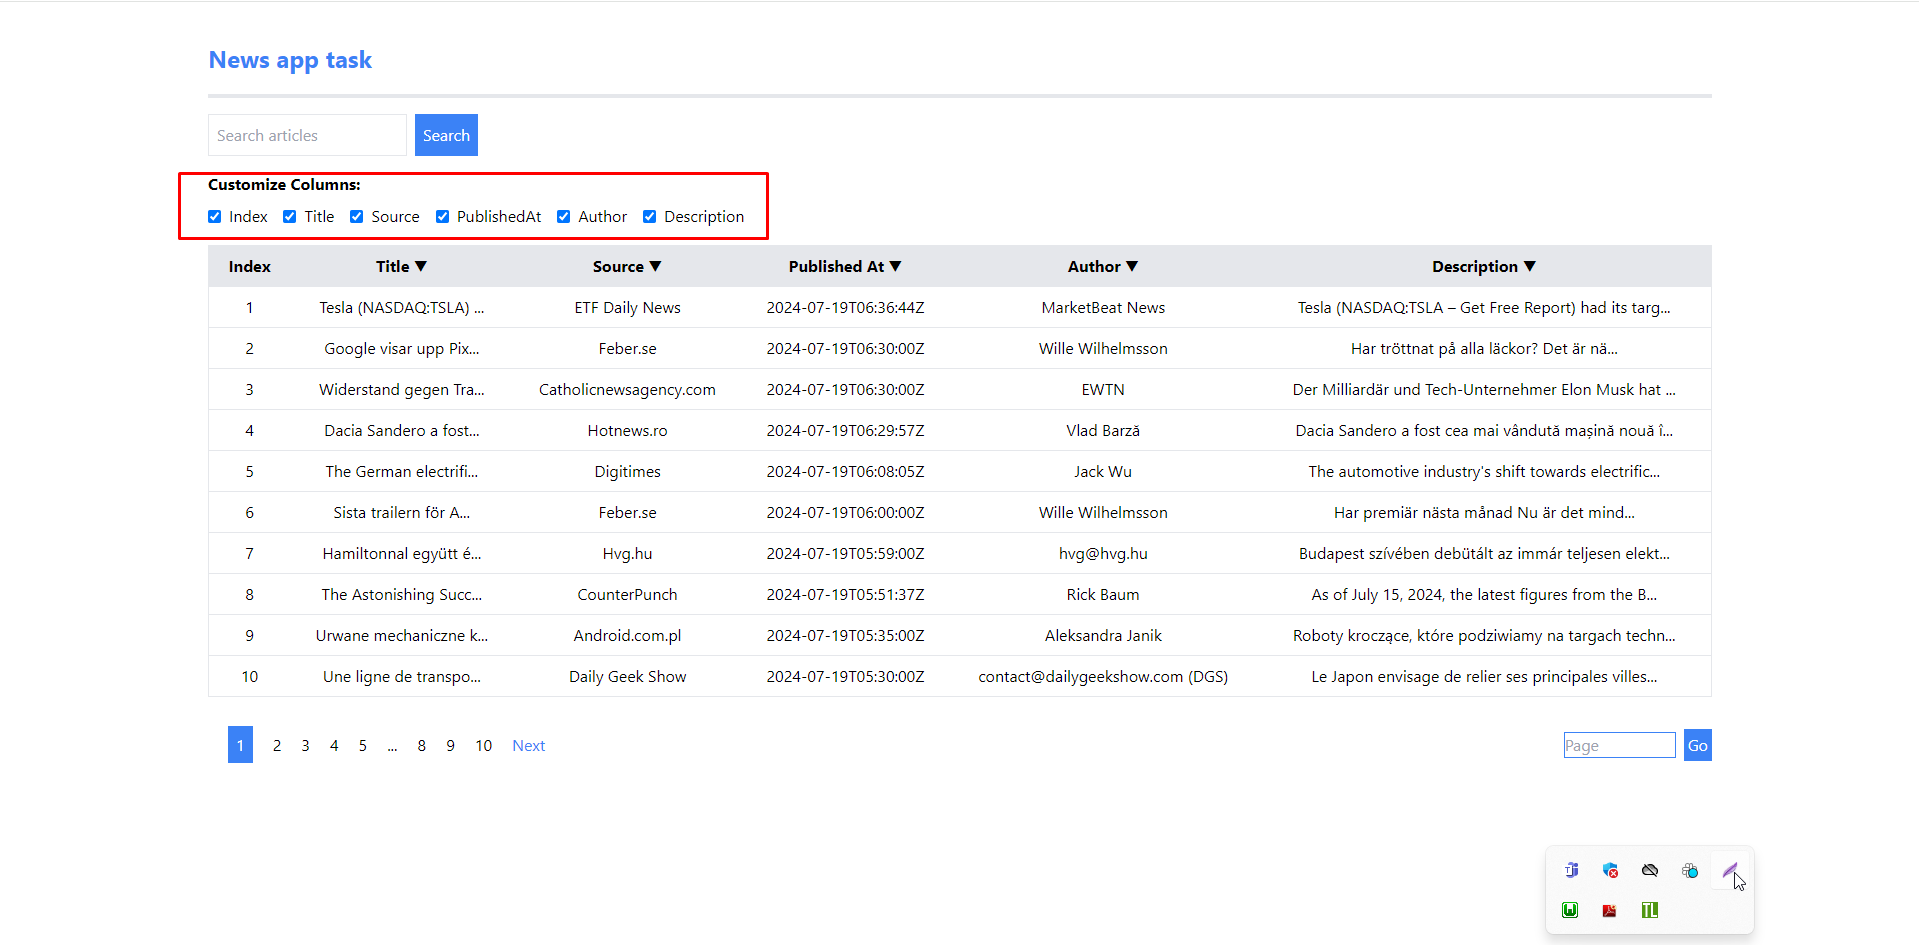 News app task
Search articles Search
Customize Columns:
Index Title Source PublishedAt Author Description
Index Title ▼ Source ▼ Published At ▼ Author ▼ Description ▼
1 Tesla (NASDAQ:TSLA) ... ETF Daily News 2024-07-19T06:36:44Z MarketBeat News Tesla (NASDAQ:TSLA – Get Free Report) had its targ...
2 Google visar upp Pix... Feber.se 2024-07-19T06:30:00Z Wille Wilhelmsson Har tröttnat på alla läckor? Det är nä...
3 Widerstand gegen Tra... Catholicnewsagency.com 2024-07-19T06:30:00Z EWTN Der Milliardär und Tech-Unternehmer Elon Musk hat ...
4 Dacia Sandero a fost... Hotnews.ro 2024-07-19T06:29:57Z Vlad Barză Dacia Sandero a fost cea mai vândută mașină nouă î...
5 The German electrifi... Digitimes 2024-07-19T06:08:05Z Jack Wu The automotive industry's shift towards electrific...
6 Sista trailern för A... Feber.se 2024-07-19T06:00:00Z Wille Wilhelmsson Har premiär nästa månad Nu är det mind...
7 Hamiltonnal együtt é... Hvg.hu 2024-07-19T05:59:00Z hvg@hvg.hu Budapest szívében debütált az immár teljesen elekt...
8 The Astonishing Succ... CounterPunch 2024-07-19T05:51:37Z Rick Baum As of July 15, 2024, the latest figures from the B...
9 Urwane mechaniczne k... Android.com.pl 2024-07-19T05:35:00Z Aleksandra Janik Roboty kroczące, które podziwiamy na targach techn...
10 Une ligne de transpo... Daily Geek Show 2024-07-19T05:30:00Z contact@dailygeekshow.com (DGS) Le Japon envisage de relier ses principales villes...
1 2 3 4 5 ... 8 9 10 Next Page Go
TL